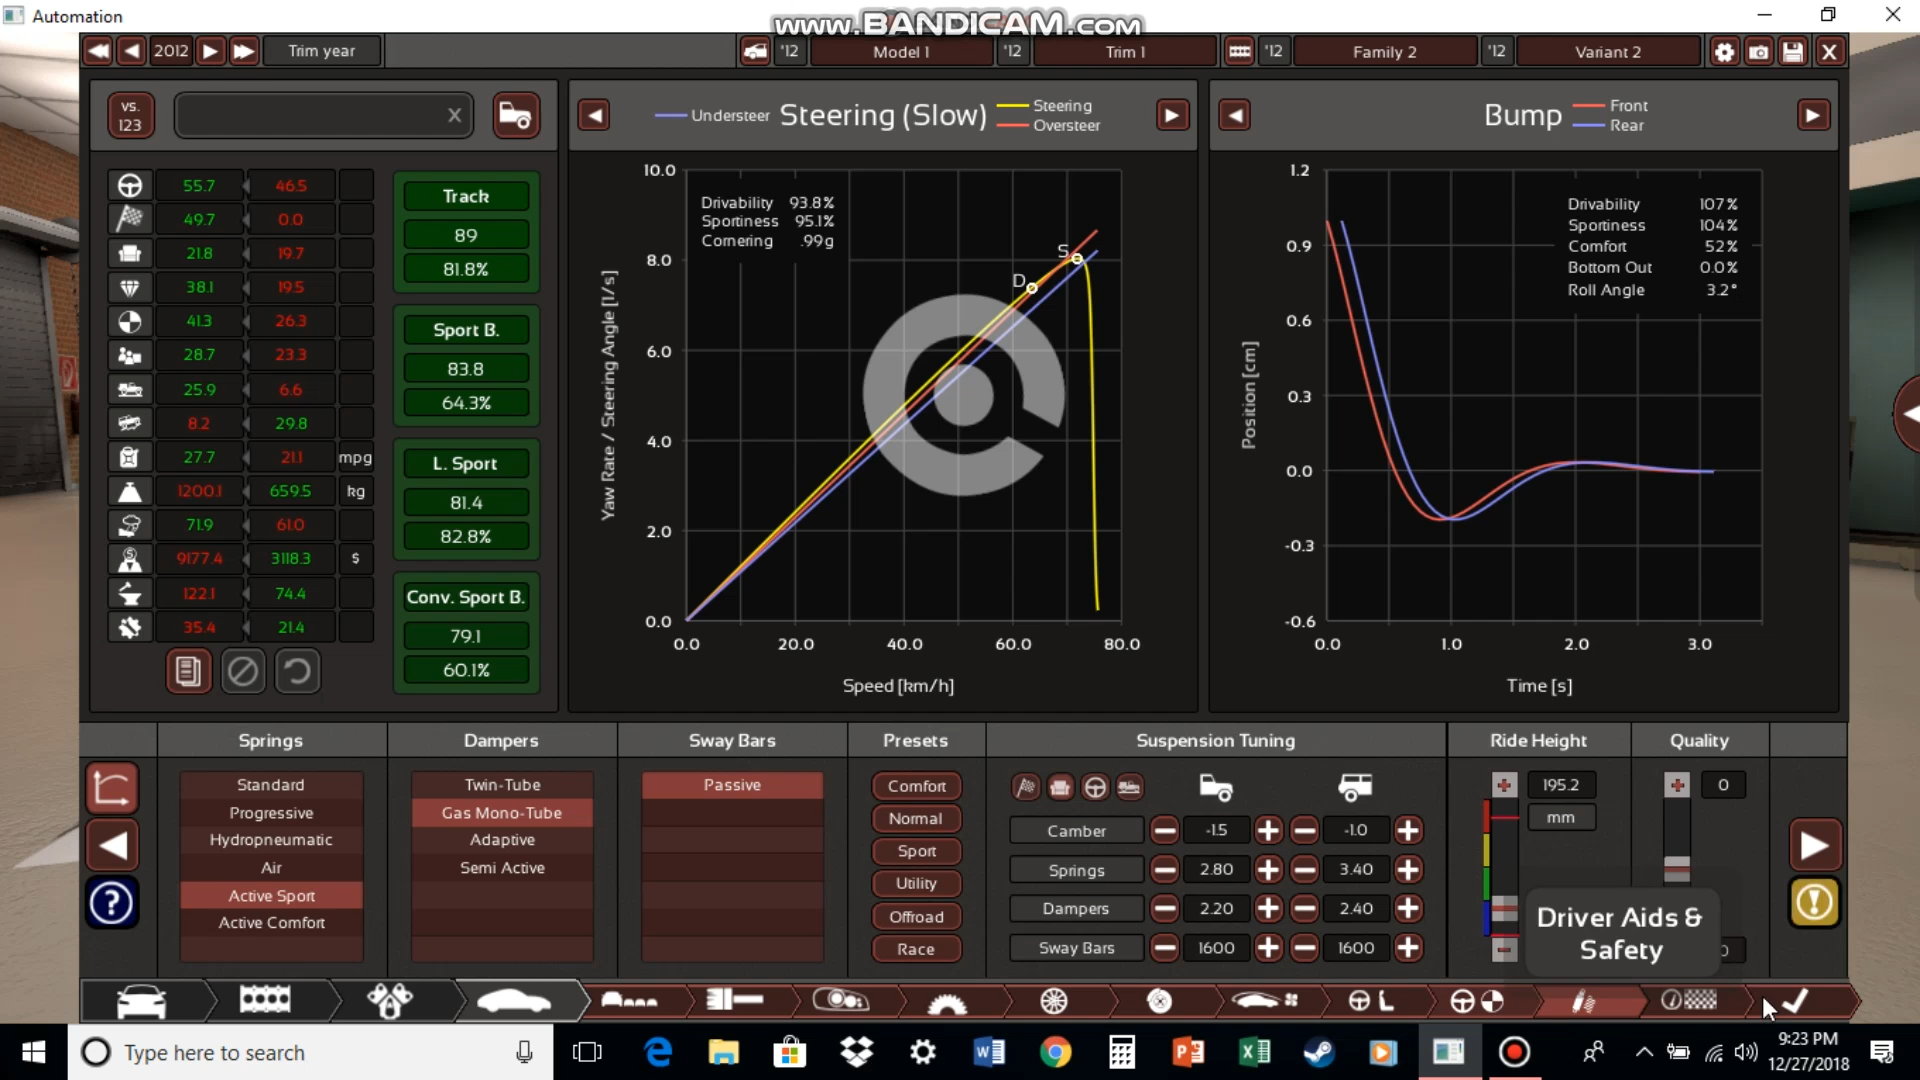 Automation
www.BANDICAM.com
2012
Trim year
'12
Model 1
'12
Trim 1
'12
Family 2
'12
Variant 2
X
vs.
123
x
55.7 46.5
49.7 0.0
21.8 19.7
38.1 19.5
41.3 26.3
28.7 23.3
25.9 6.6
8.2 29.8
27.7 21.1 mpg
1200.1 659.5 kg
71.9 61.0
9177.4 3118.3 $
122.1 74.4
35.4 21.4
Track
89
81.8%
Sport B.
83.8
64.3%
L. Sport
81.4
82.8%
Conv. Sport B.
79.1
60.1%
Understeer
Steering (Slow)
Steering
Oversteer
Drivability 93.8%
Sportiness 95.1%
Cornering .99g
Yaw Rate / Steering Angle [1/s]
10.0
8.0
6.0
4.0
2.0
0.0
S
D
0.0 20.0 40.0 60.0 80.0
Speed [km/h]
Bump
Front
Rear
Drivability 107%
Sportiness 104%
Comfort 52%
Bottom Out 0.0%
Roll Angle 3.2°
Position [cm]
1.2
0.9
0.6
0.3
0.0
-0.3
-0.6
0.0 1.0 2.0 3.0
Time [s]
Springs
Standard
Progressive
Hydropneumatic
Air
Active Sport
Active Comfort
Dampers
Twin-Tube
Gas Mono-Tube
Adaptive
Semi Active
Sway Bars
Passive
Presets
Comfort
Normal
Sport
Utility
Offroad
Race
Suspension Tuning
Camber -1.5 -1.0
Springs 2.80 3.40
Dampers 2.20 2.40
Sway Bars 1600 1600
Ride Height
195.2
mm
Quality
0
Driver Aids &
Safety
Type here to search
9:23 PM
12/27/2018